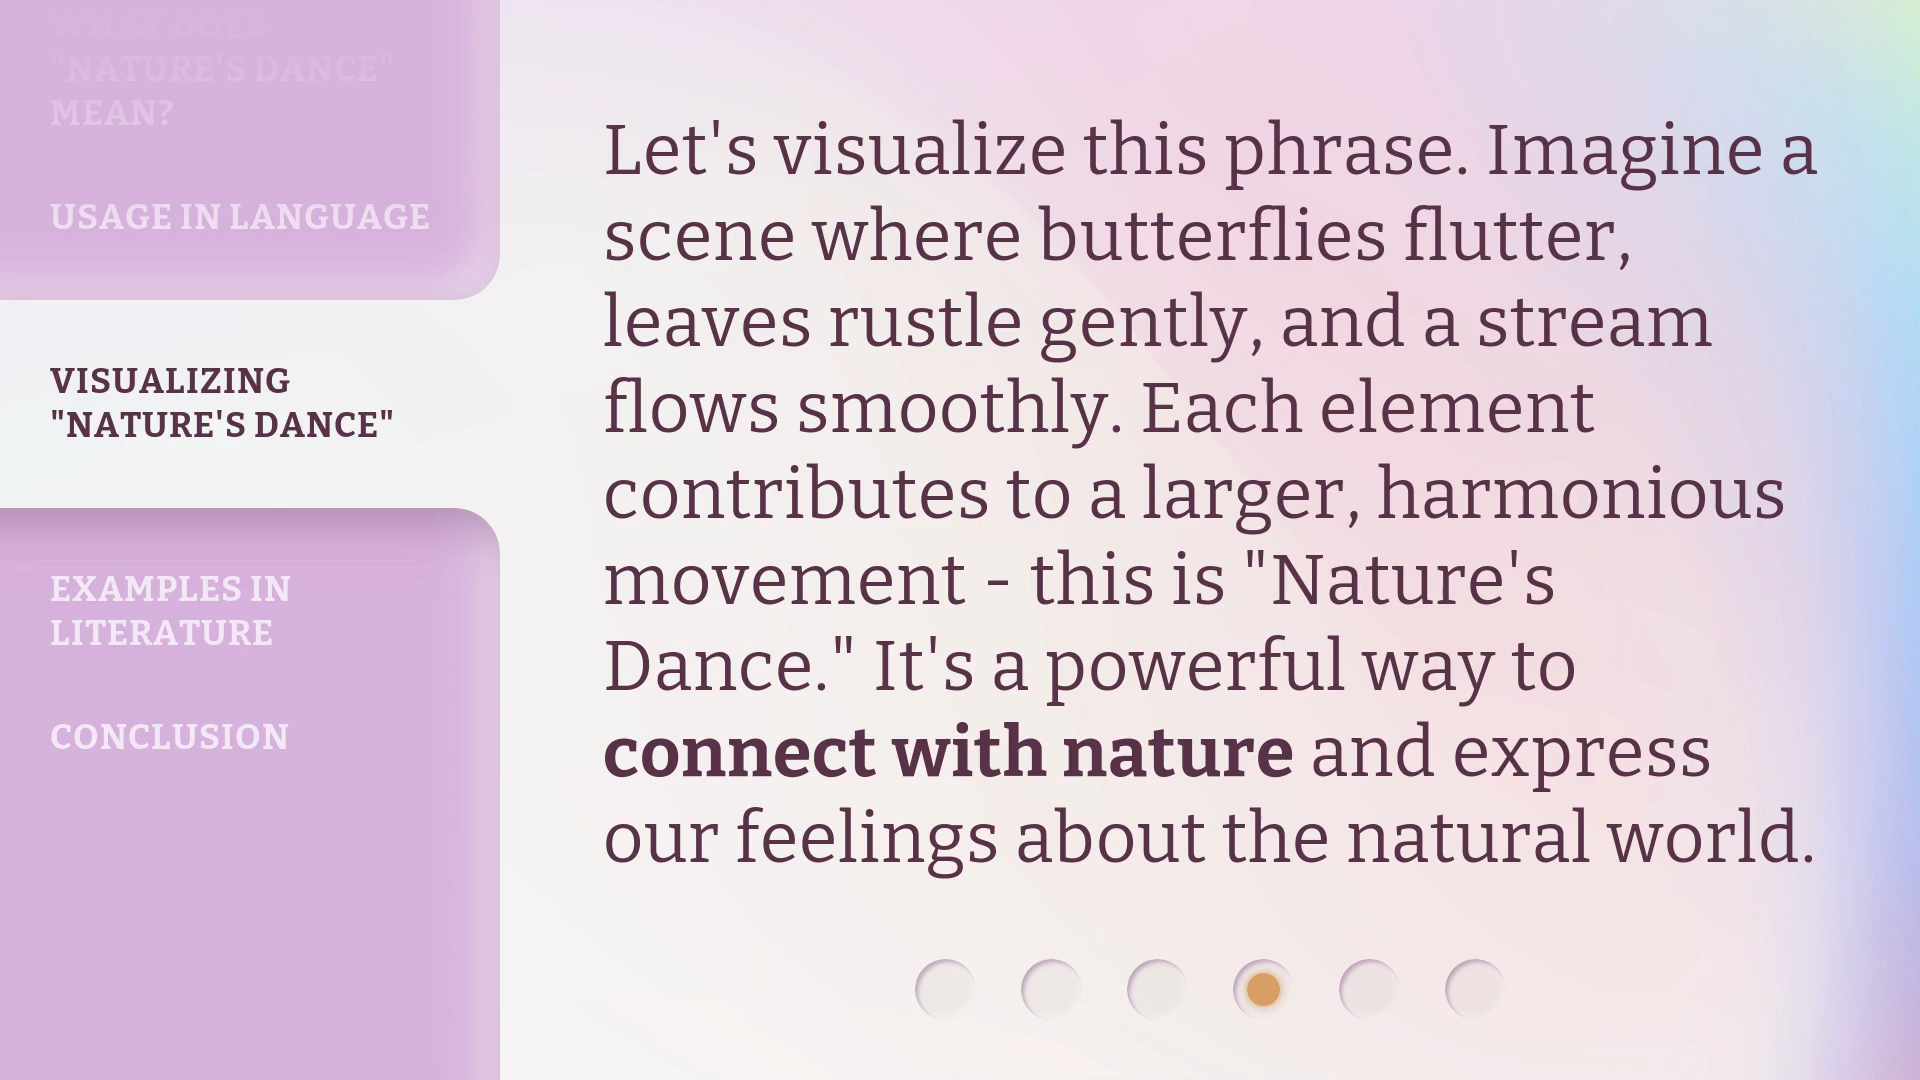 WHAT DOES
"NATURE'S DANCE"
MEAN?
USAGE IN LANGUAGE
VISUALIZING
"NATURE'S DANCE"
EXAMPLES IN
LITERATURE
CONCLUSION
Let's visualize this phrase. Imagine a
scene where butterflies flutter,
leaves rustle gently, and a stream
flows smoothly. Each element
contributes to a larger, harmonious
movement - this is "Nature's
Dance." It's a powerful way to
connect with nature and express
our feelings about the natural world.